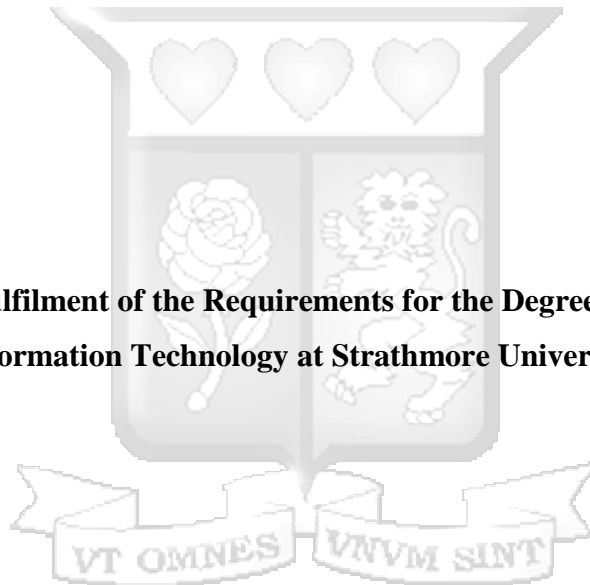 lfilment of the Requirements for the Degree
ormation Technology at Strathmore Univer
VT OMNES VNVM SINT